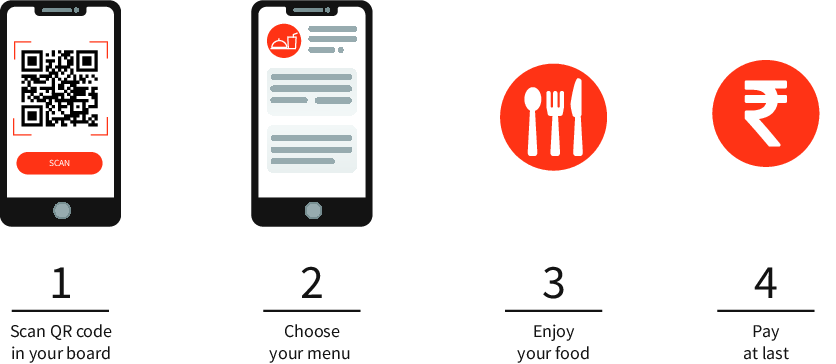 SCAN
1
Scan QR code
in your board
2
Choose
your menu
3
Enjoy
your food
₹
4
Pay
at last